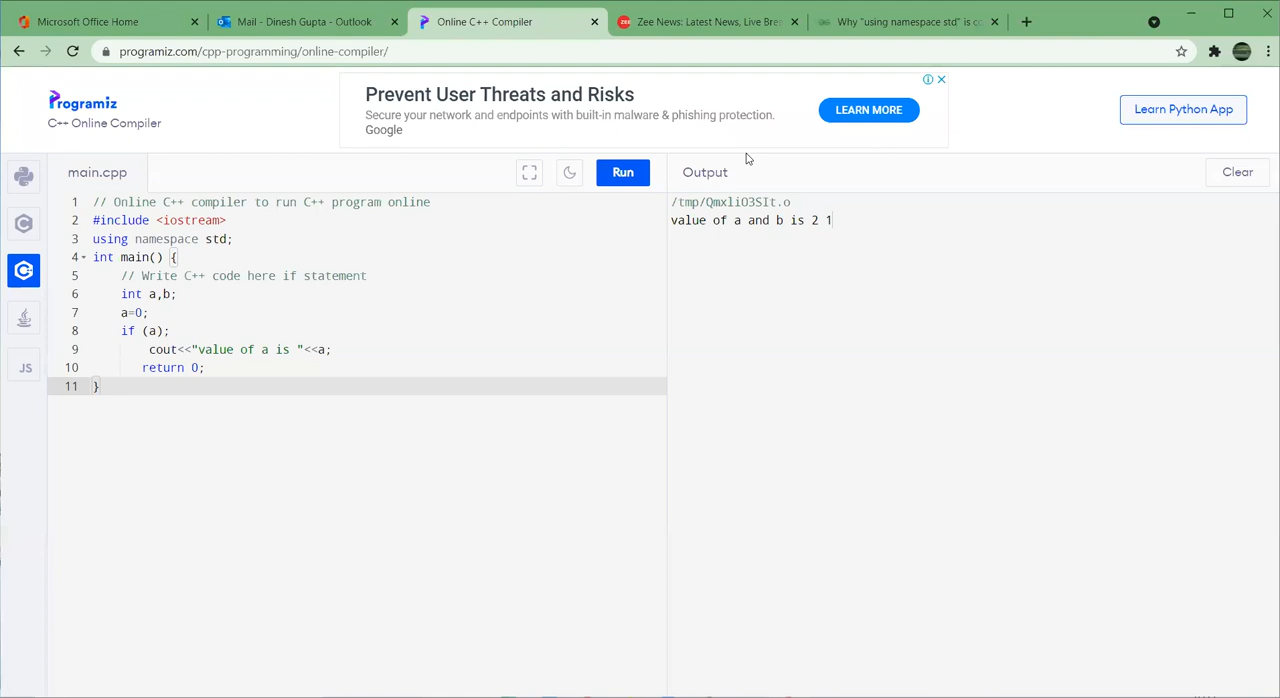 Microsoft Office Home
Mail - Dinesh Gupta - Outlook
Online C++ Compiler
Zee News: Latest News, Live Bre
Why "using namespace std" is co
programiz.com/cpp-programming/online-compiler/
Programiz
C++ Online Compiler
Prevent User Threats and Risks
Secure your network and endpoints with built-in malware & phishing protection.
Google
LEARN MORE
Learn Python App
main.cpp
Run
Output
Clear
1 // Online C++ compiler to run C++ program online
2 #include <iostream>
3 using namespace std;
4 int main() {
5 // Write C++ code here if statement
6 int a,b;
7 a=0;
8 if (a);
9 cout<<"value of a is "<<a;
10 return 0;
11 }
/tmp/QmxliO3SIt.o
value of a and b is 2 1
JS